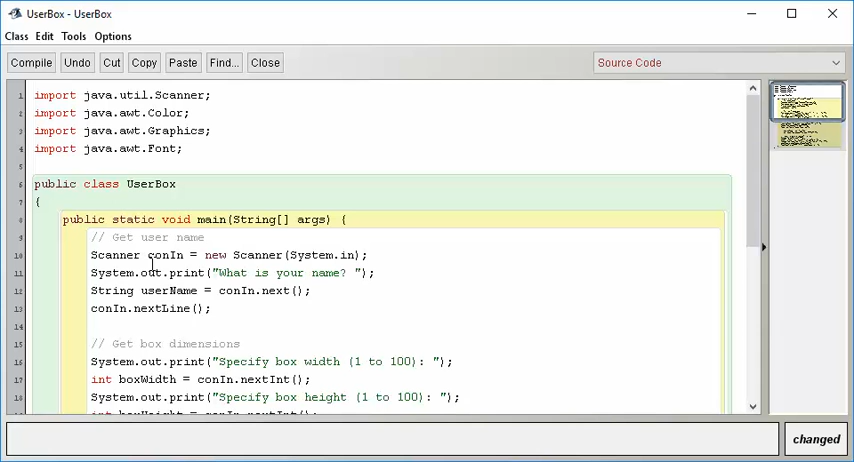 UserBox - UserBox
Class Edit Tools Options
Compile Undo Cut Copy Paste Find... Close Source Code
1 import java.util.Scanner;
2 import java.awt.Color;
3 import java.awt.Graphics;
4 import java.awt.Font;
5
6 public class UserBox
7 {
8 public static void main(String[] args) {
9 // Get user name
10 Scanner conIn = new Scanner(System.in);
11 System.out.print("What is your name? ");
12 String userName = conIn.next();
13 conIn.nextLine();
14
15 // Get box dimensions
16 System.out.print("Specify box width (1 to 100): ");
17 int boxWidth = conIn.nextInt();
18 System.out.print("Specify box height (1 to 100): ");
19 int boxHeight = conIn.nextInt();
changed